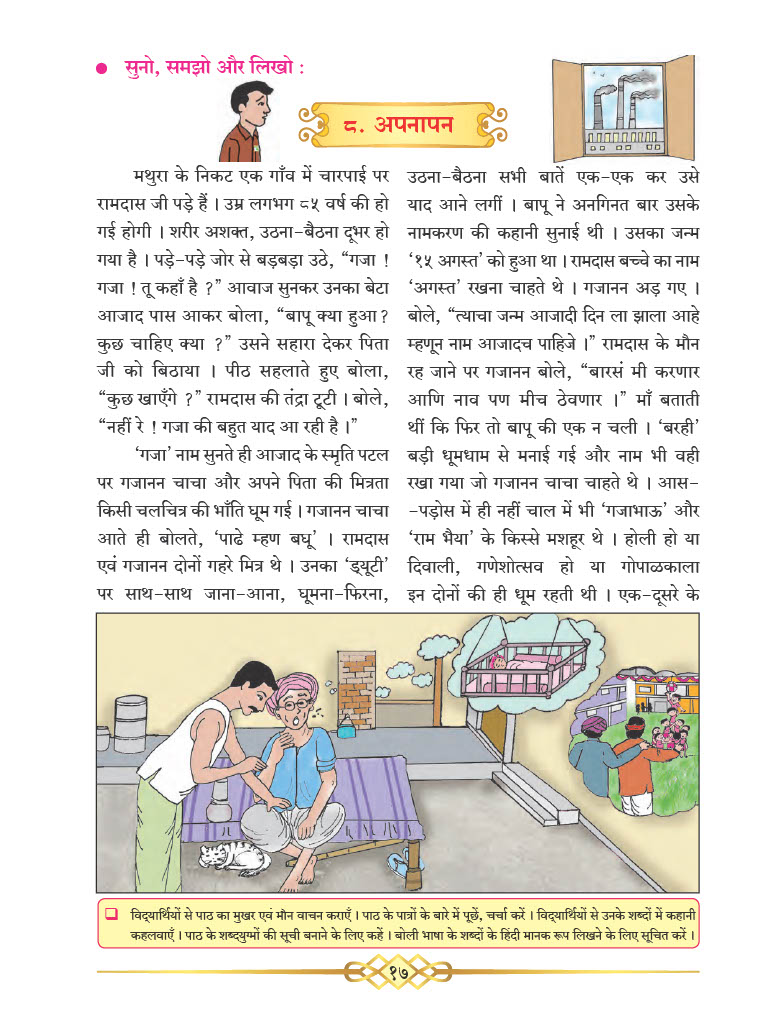 ● सुनो, समझो और लिखो :
८. अपनापन
मथुरा के निकट एक गाँव में चारपाई पर
रामदास जी पड़े हैं । उम्र लगभग ८५ वर्ष की हो
गई होगी । शरीर अशक्त, उठना-बैठना दूभर हो
गया है । पड़े-पड़े जोर से बड़बड़ा उठे, “गजा !
गजा ! तू कहाँ है ?” आवाज सुनकर उनका बेटा
आजाद पास आकर बोला, “बापू क्या हुआ?
कुछ चाहिए क्या ?” उसने सहारा देकर पिता
जी को बिठाया । पीठ सहलाते हुए बोला,
“कुछ खाएँगे ?” रामदास की तंद्रा टूटी । बोले,
“नहीं रे ! गजा की बहुत याद आ रही है ।”
‘गजा’ नाम सुनते ही आजाद के स्मृति पटल
पर गजानन चाचा और अपने पिता की मित्रता
किसी चलचित्र की भाँति घूम गई । गजानन चाचा
आते ही बोलते, ‘पाढे म्हण बघू’ । रामदास
एवं गजानन दोनों गहरे मित्र थे । उनका ‘ड्यूटी’
पर साथ-साथ जाना-आना, घूमना-फिरना,
उठना-बैठना सभी बातें एक-एक कर उसे
याद आने लगीं । बापू ने अनगिनत बार उसके
नामकरण की कहानी सुनाई थी । उसका जन्म
‘१५ अगस्त’ को हुआ था । रामदास बच्चे का नाम
‘अगस्त’ रखना चाहते थे । गजानन अड़ गए ।
बोले, “त्याचा जन्म आजादी दिन ला झाला आहे
म्हणून नाम आजादच पाहिजे ।” रामदास के मौन
रह जाने पर गजानन बोले, “बारसं मी करणार
आणि नाव पण मीच ठेवणार ।” माँ बताती
थीं कि फिर तो बापू की एक न चली । ‘बरही’
बड़ी धूमधाम से मनाई गई और नाम भी वही
रखा गया जो गजानन चाचा चाहते थे । आस-
-पड़ोस में ही नहीं चाल में भी ‘गजाभाऊ’ और
‘राम भैया’ के किस्से मशहूर थे । होली हो या
दिवाली, गणेशोत्सव हो या गोपाळकाला
इन दोनों की ही धूम रहती थी । एक-दूसरे के
❑ विद्यार्थियों से पाठ का मुखर एवं मौन वाचन कराएँ । पाठ के पात्रों के बारे में पूछें, चर्चा करें । विद्यार्थियों से उनके शब्दों में कहानी
कहलवाएँ । पाठ के शब्दयुग्मों की सूची बनाने के लिए कहें । बोली भाषा के शब्दों के हिंदी मानक रूप लिखने के लिए सूचित करें ।
१७